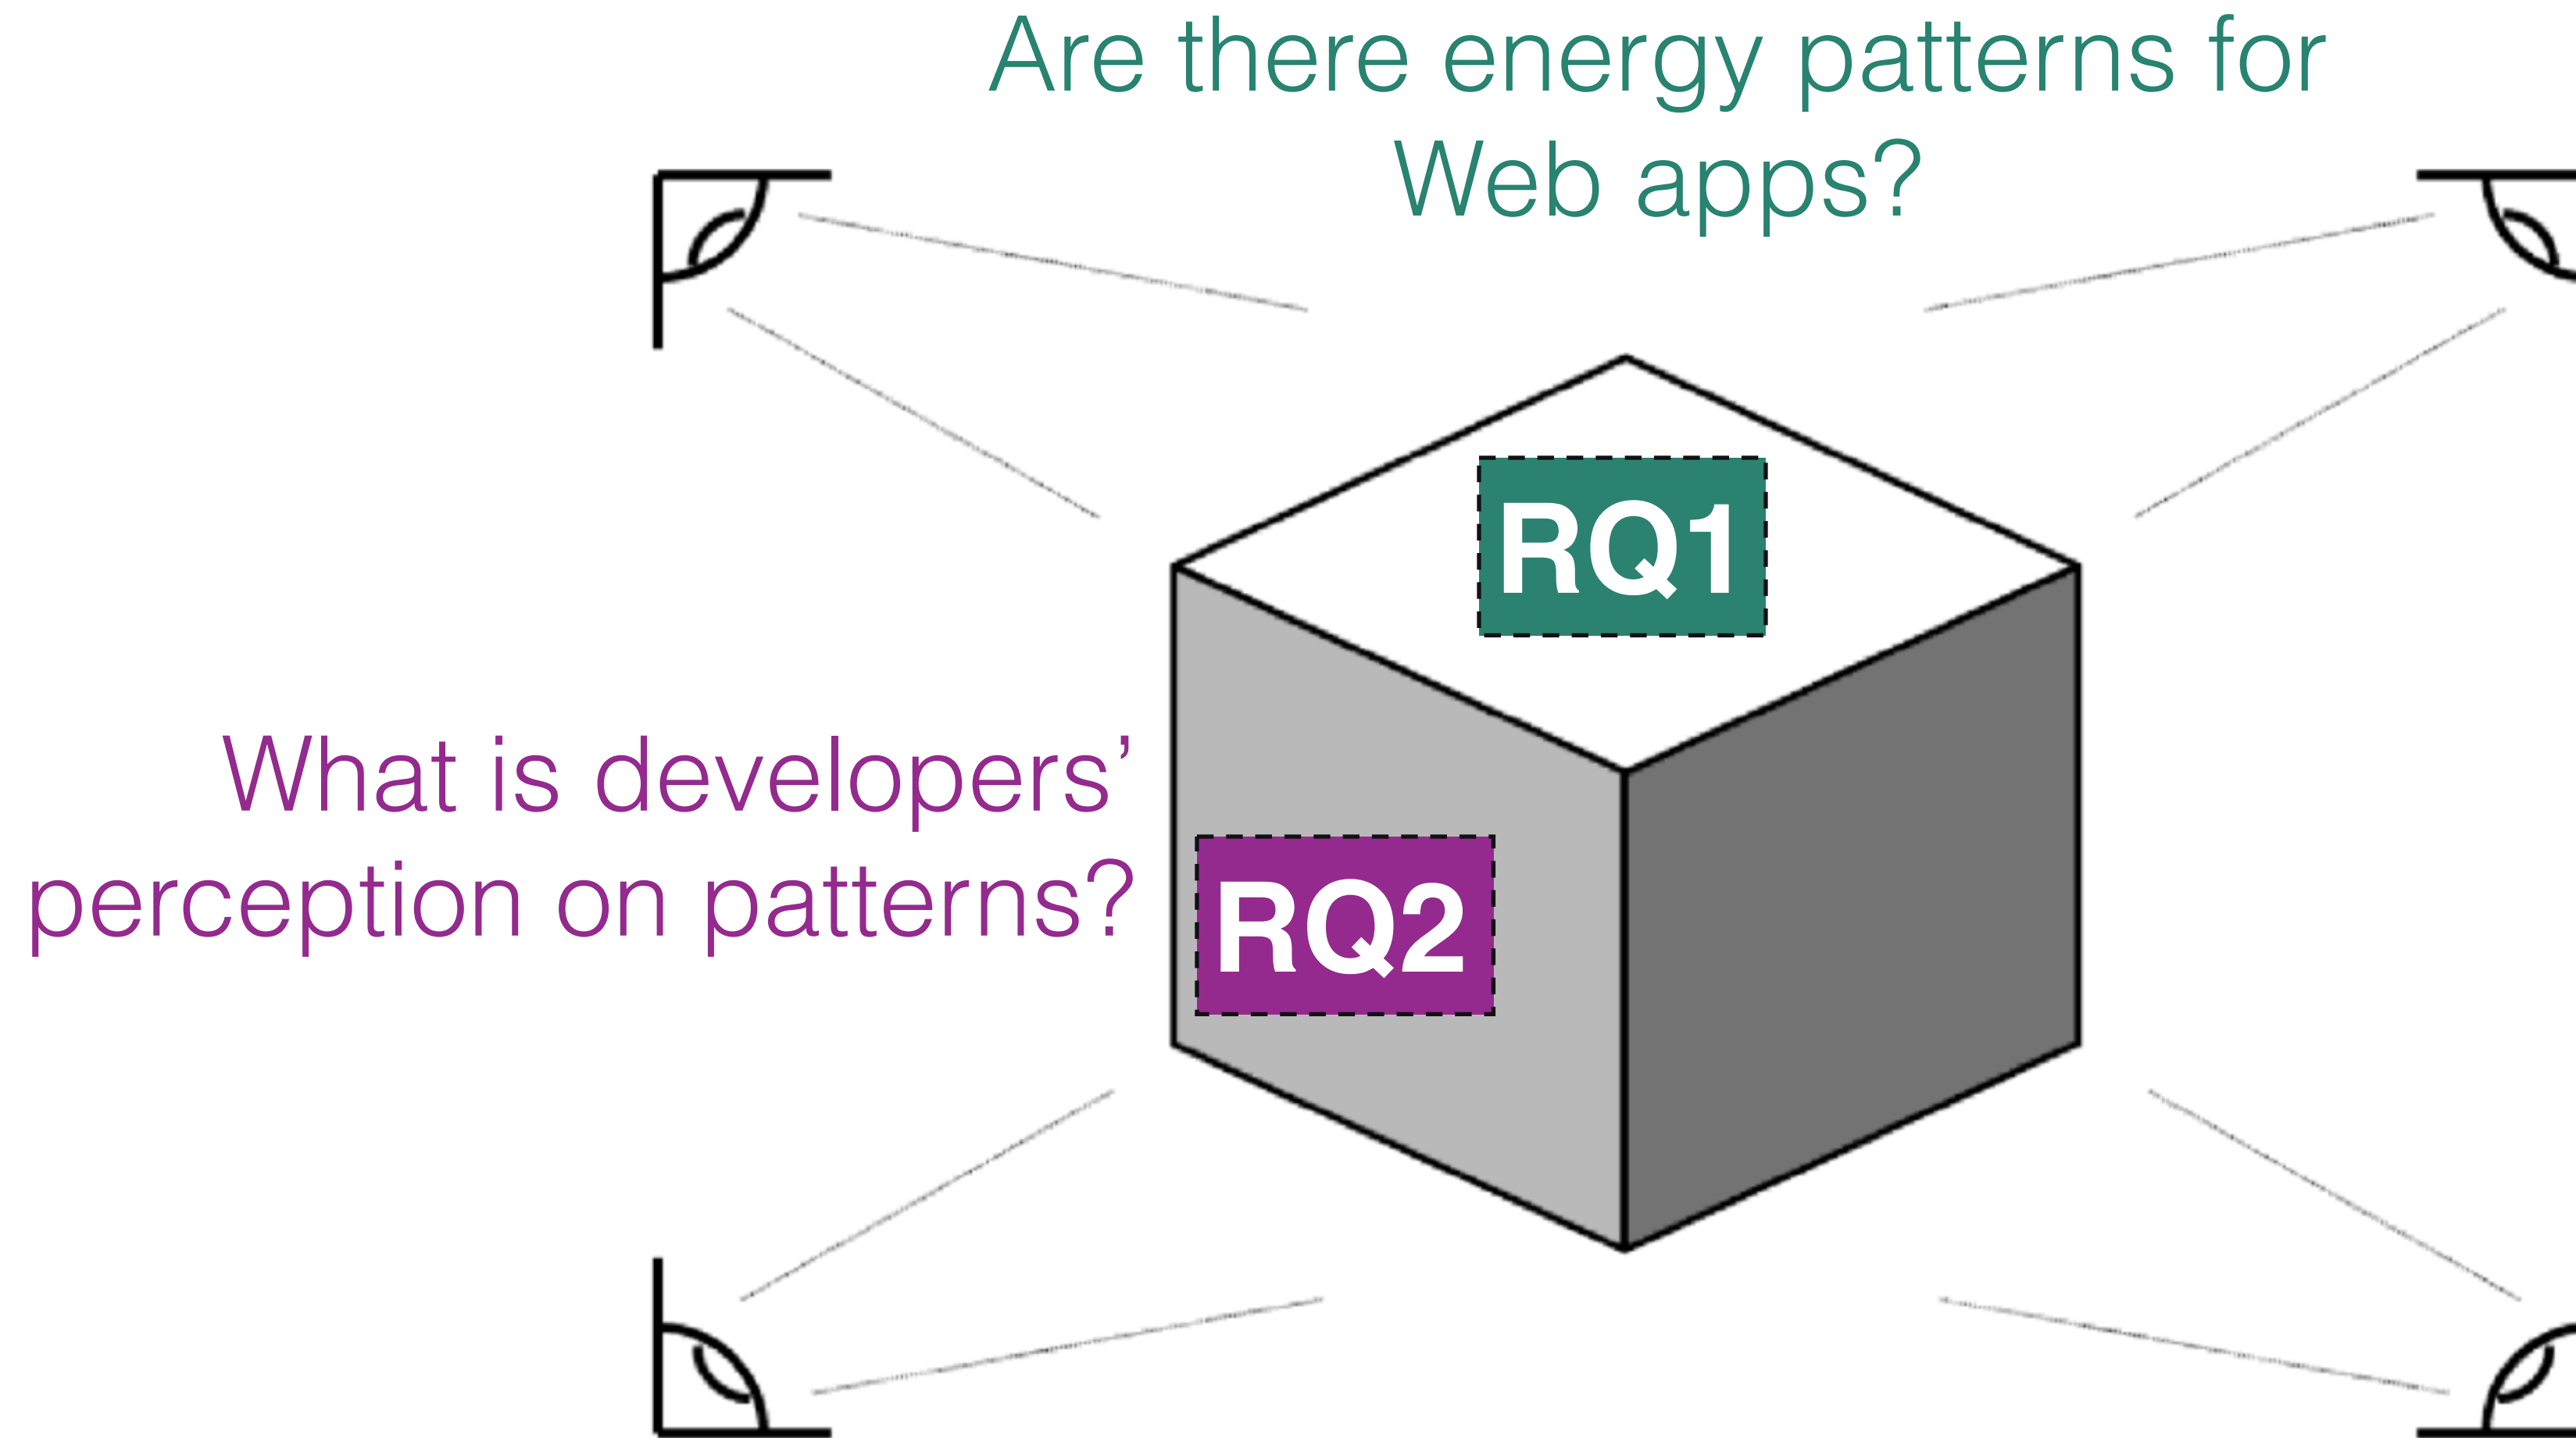 Are there energy patterns for
Web apps?
RQ1
What is developers’
perception on patterns?
RQ2